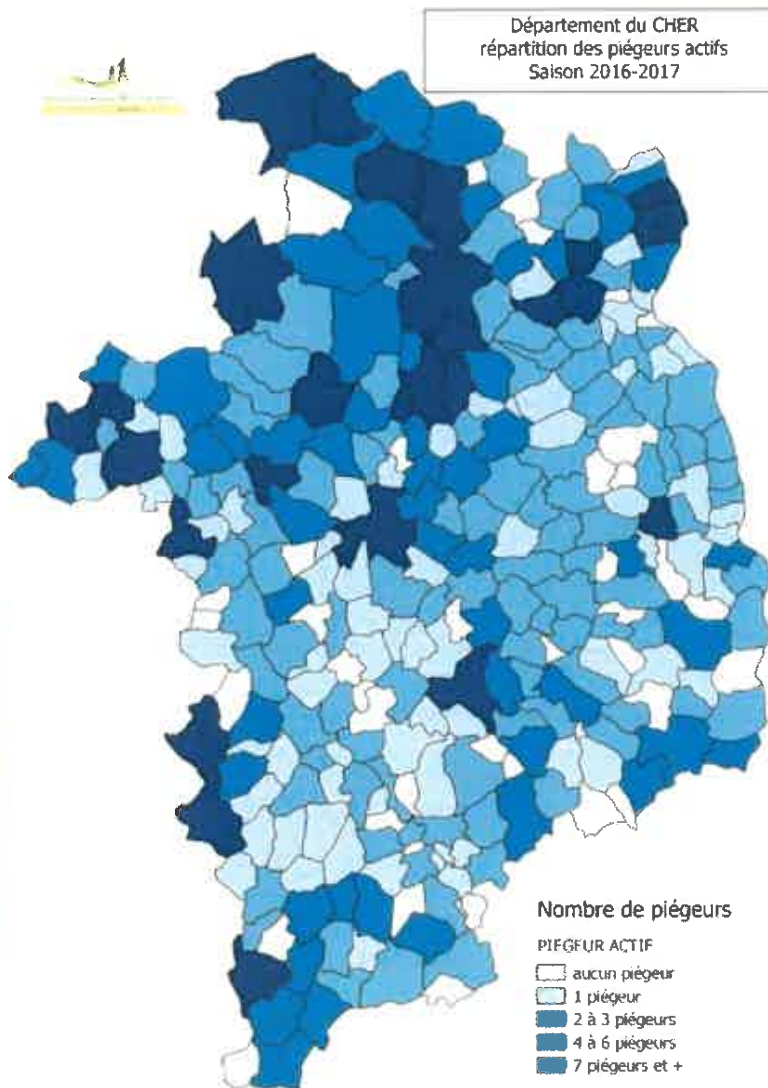 Département du CHER
répartition des piégeurs actifs
Saison 2016-2017
Nombre de piégeurs
PIEGEUR ACTIF
aucun piégeur
1 piégeur
2 à 3 piégeurs
4 à 6 piégeurs
7 piégeurs et +